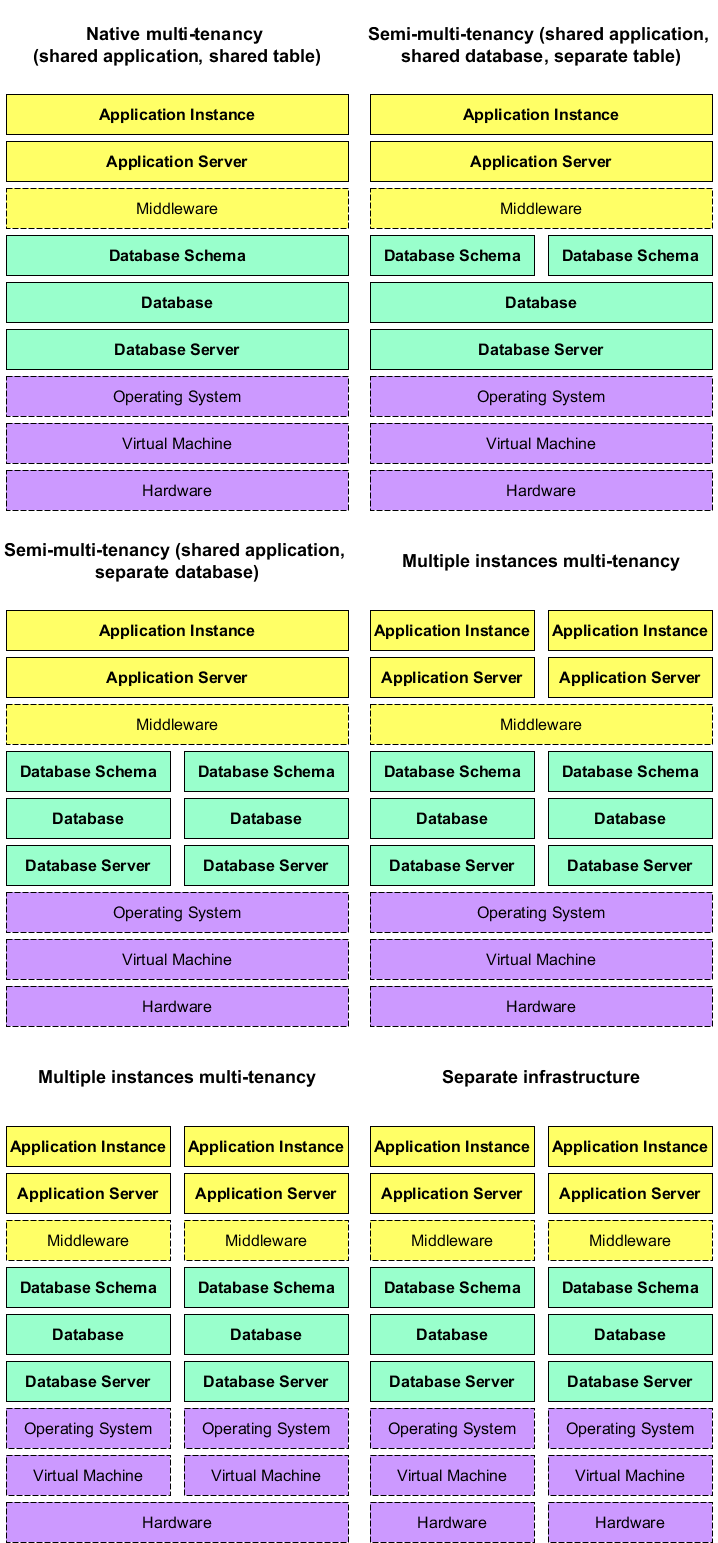 Native multi-tenancy
(shared application, shared table)
Application Instance
Application Server
Middleware
Database Schema
Database
Database Server
Operating System
Virtual Machine
Hardware
Semi-multi-tenancy (shared application,
shared database, separate table)
Application Instance
Application Server
Middleware
Database Schema Database Schema
Database
Database Server
Operating System
Virtual Machine
Hardware
Semi-multi-tenancy (shared application,
separate database)
Application Instance
Application Server
Middleware
Database Schema Database Schema
Database Database
Database Server Database Server
Operating System
Virtual Machine
Hardware
Multiple instances multi-tenancy
Application Instance Application Instance
Application Server Application Server
Middleware
Database Schema Database Schema
Database Database
Database Server Database Server
Operating System
Virtual Machine
Hardware
Multiple instances multi-tenancy
Application Instance Application Instance
Application Server Application Server
Middleware Middleware
Database Schema Database Schema
Database Database
Database Server Database Server
Operating System Operating System
Virtual Machine Virtual Machine
Hardware
Separate infrastructure
Application Instance Application Instance
Application Server Application Server
Middleware Middleware
Database Schema Database Schema
Database Database
Database Server Database Server
Operating System Operating System
Virtual Machine Virtual Machine
Hardware Hardware